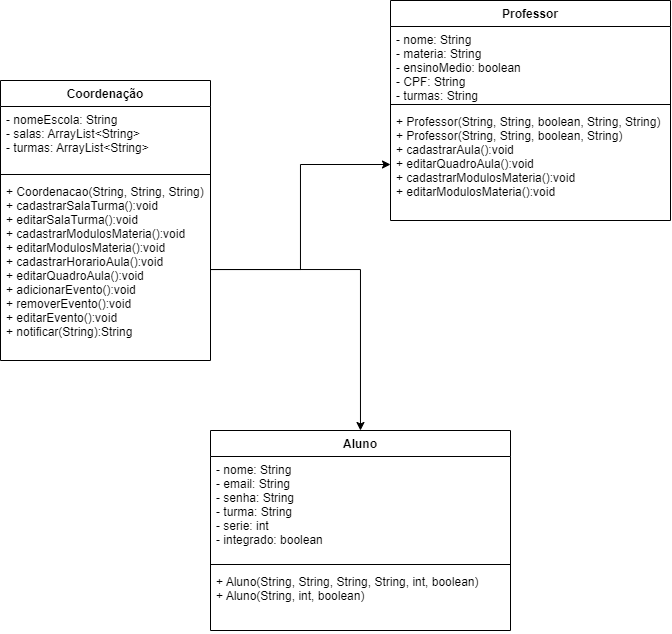 Professor
- nome: String
- materia: String
- ensinoMedio: boolean
- CPF: String
- turmas: String
+ Professor(String, String, boolean, String, String)
+ Professor(String, String, boolean, String)
+ cadastrarAula():void
+ editarQuadroAula():void
+ cadastrarModulosMateria():void
+ editarModulosMateria():void
Coordenação
- nomeEscola: String
- salas: ArrayList<String>
- turmas: ArrayList<String>
+ Coordenacao(String, String, String)
+ cadastrarSalaTurma():void
+ editarSalaTurma():void
+ cadastrarModulosMateria():void
+ editarModulosMateria():void
+ cadastrarHorarioAula():void
+ editarQuadroAula():void
+ adicionarEvento():void
+ removerEvento():void
+ editarEvento():void
+ notificar(String):String
Aluno
- nome: String
- email: String
- senha: String
- turma: String
- serie: int
- integrado: boolean
+ Aluno(String, String, String, String, int, boolean)
+ Aluno(String, int, boolean)